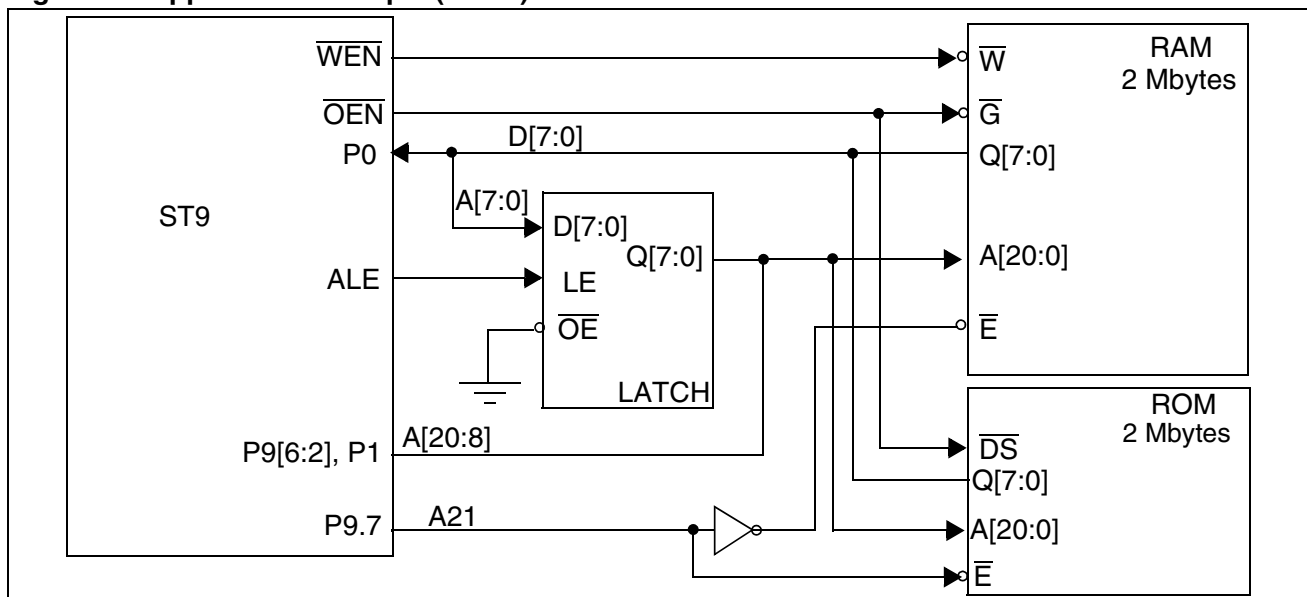 ST9
WEN
OEN
P0
ALE
P9[6:2], P1
P9.7
D[7:0]
A[7:0]
A[20:8]
A21
D[7:0]
Q[7:0]
LE
OE
LATCH
RAM
2 Mbytes
W
G
Q[7:0]
A[20:0]
E
ROM
2 Mbytes
DS
Q[7:0]
A[20:0]
E